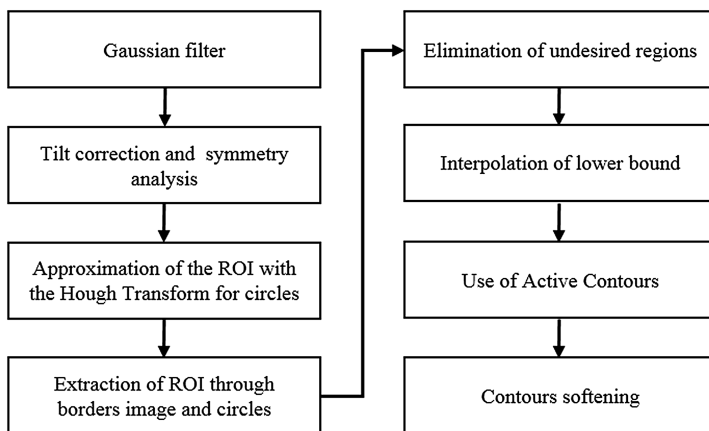 Gaussian filter
Tilt correction and symmetry
analysis
Approximation of the ROI with
the Hough Transform for circles
Extraction of ROI through
borders image and circles
Elimination of undesired regions
Interpolation of lower bound
Use of Active Contours
Contours softening